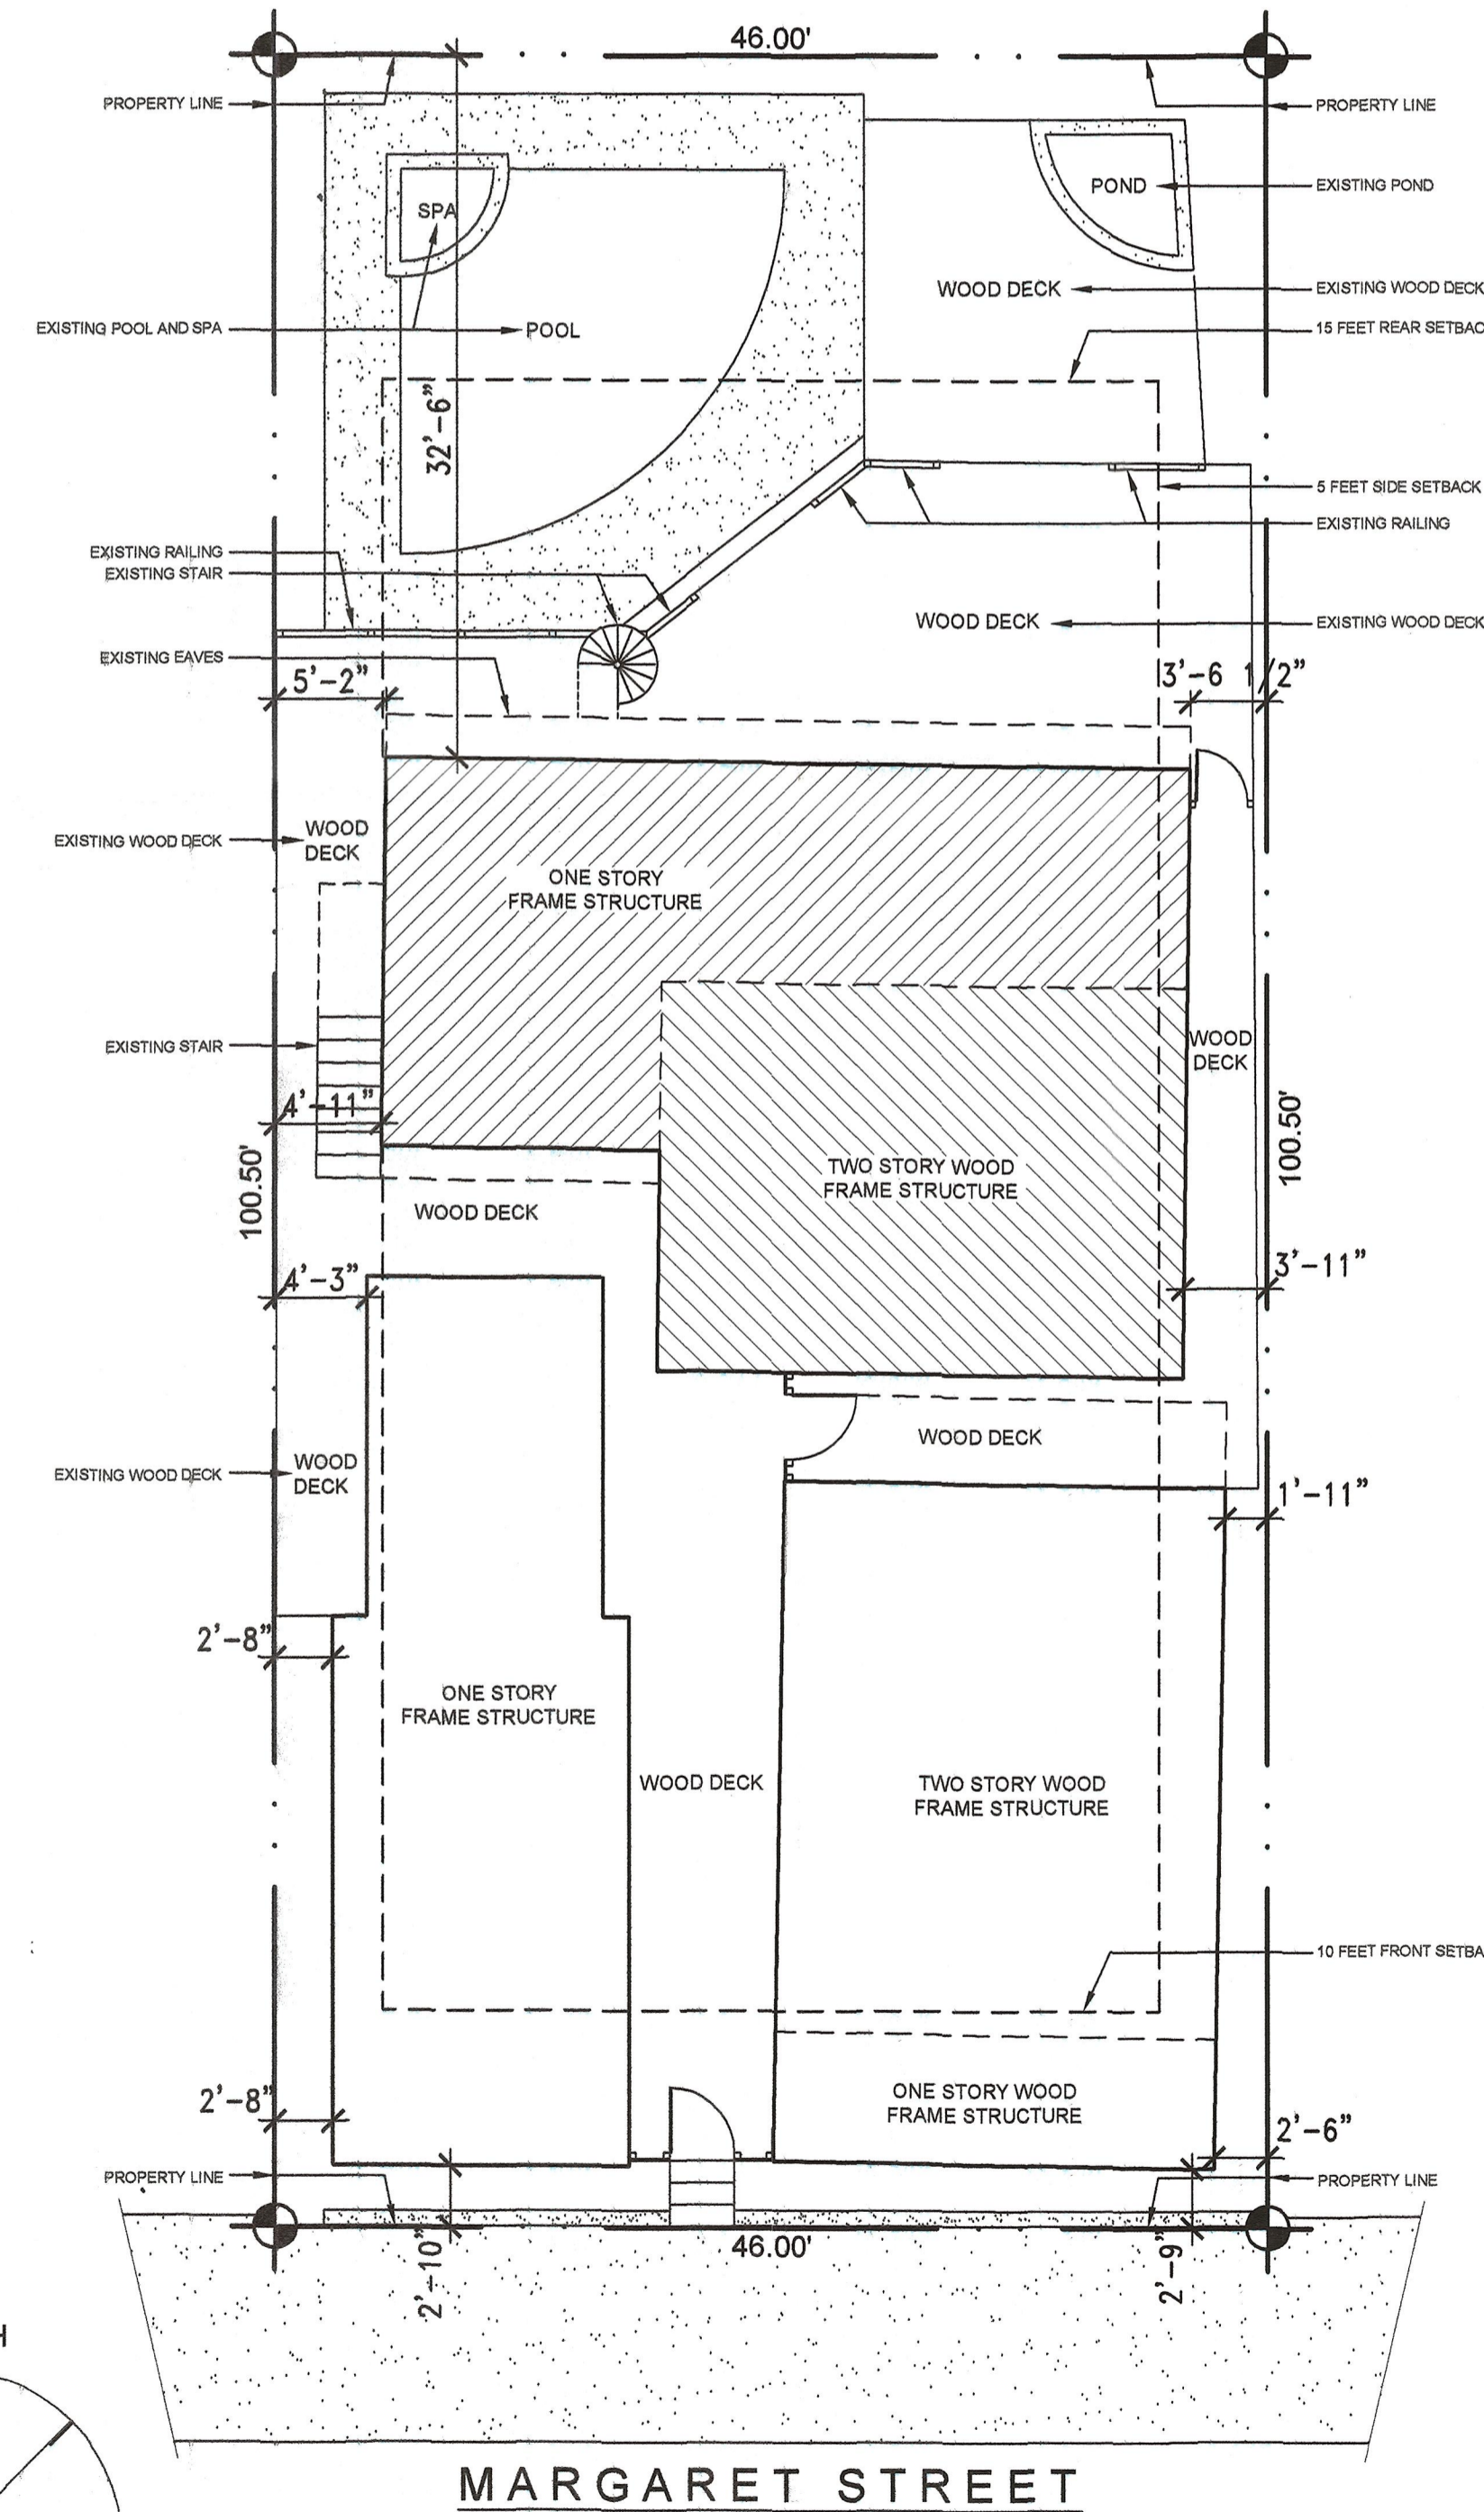 46.00'
PROPERTY LINE
PROPERTY LINE
POND
EXISTING POND
SPA
WOOD DECK
EXISTING WOOD DECK
EXISTING POOL AND SPA
POOL
15 FEET REAR SETBAC
32'-6"
5 FEET SIDE SETBACK
EXISTING RAILING
EXISTING RAILING
EXISTING STAIR
WOOD DECK
EXISTING WOOD DECK
EXISTING EAVES
5'-2"
3'-6 1/2"
EXISTING WOOD DECK
WOOD
DECK
ONE STORY
FRAME STRUCTURE
EXISTING STAIR
WOOD
DECK
4'-11"
100.50'
100.50'
TWO STORY WOOD
FRAME STRUCTURE
WOOD DECK
4'-3"
3'-11"
WOOD DECK
EXISTING WOOD DECK
WOOD
DECK
1'-11"
2'-8"
ONE STORY
FRAME STRUCTURE
WOOD DECK
TWO STORY WOOD
FRAME STRUCTURE
10 FEET FRONT SETBA
2'-8"
ONE STORY WOOD
FRAME STRUCTURE
2'-6"
PROPERTY LINE
PROPERTY LINE
46.00'
2'-10"
2'-9"
MARGARET STREET